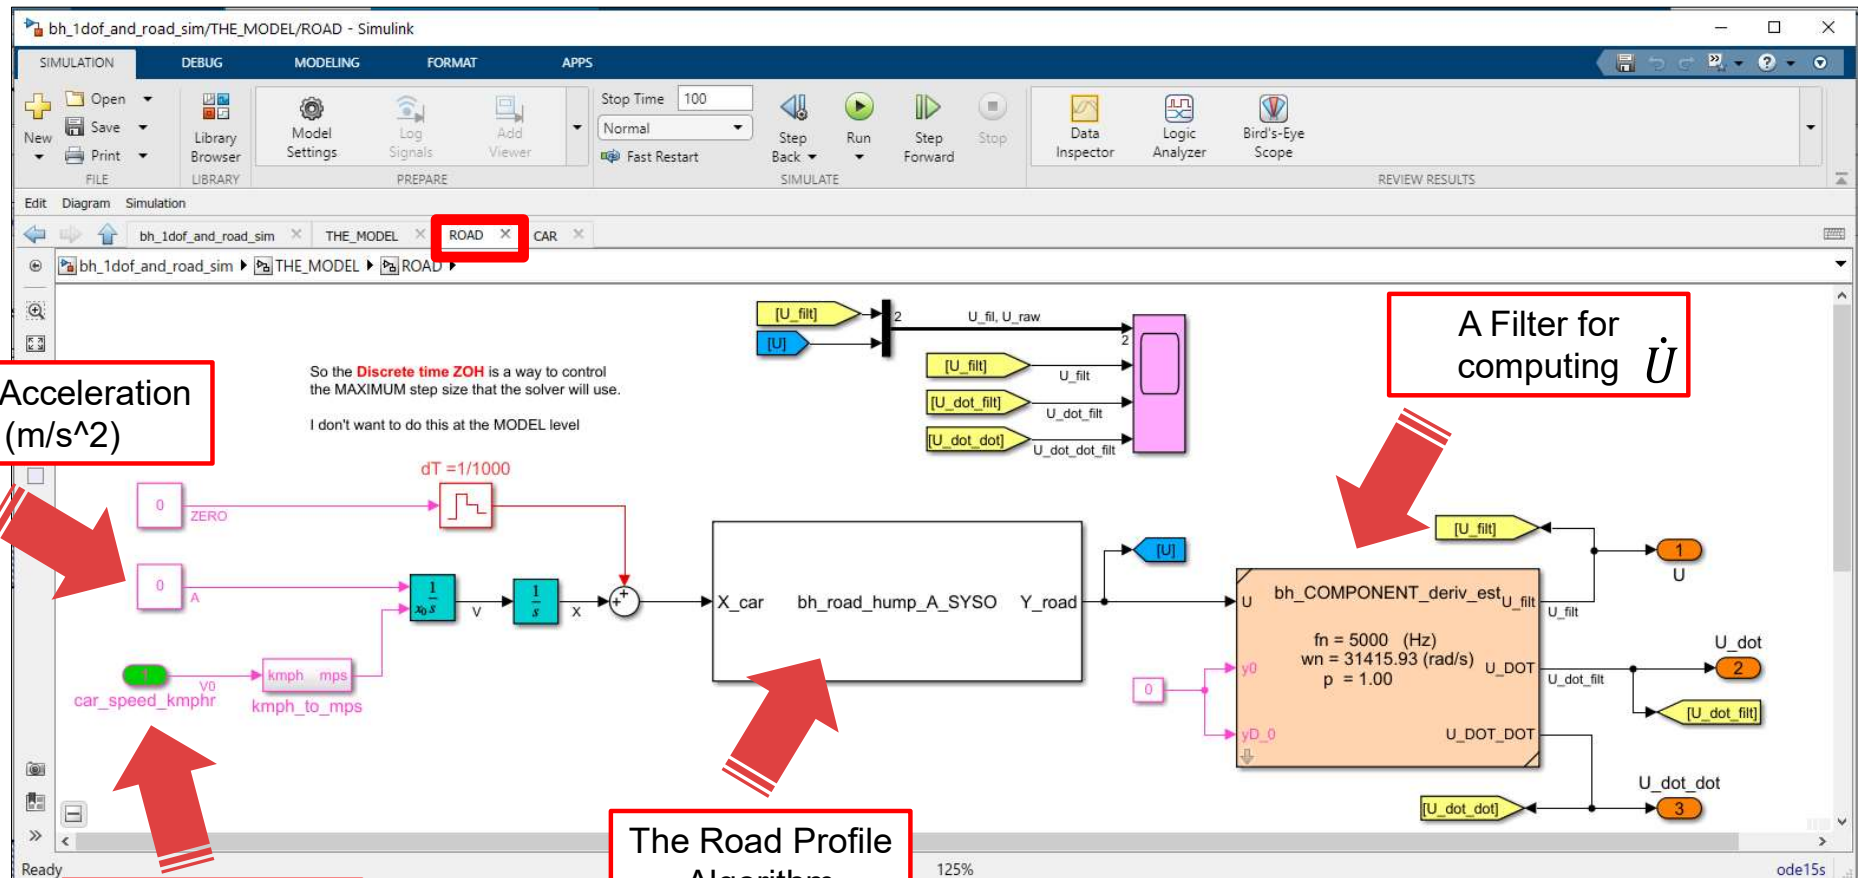 bh_1dof_and_road_sim/THE_MODEL/ROAD - Simulink
SIMULATION DEBUG MODELING FORMAT APPS
New
Open
Save
Print
FILE
Library
Browser
LIBRARY
Model
Settings
Log
Signals
Add
Viewer
PREPARE
Stop Time 100
Normal
Fast Restart
Step
Back
Run
Step
Forward
Stop
SIMULATE
Data
Inspector
Logic
Analyzer
Bird's-Eye
Scope
REVIEW RESULTS
Edit Diagram Simulation
bh_1dof_and_road_sim THE_MODEL ROAD CAR
bh_1dof_and_road_sim THE_MODEL ROAD
[U_filt]
[U]
2
U_fil, U_raw
2
[U_filt]
U_filt
[U_dot_filt]
U_dot_filt
[U_dot_dot]
U_dot_dot_filt
A Filter for
computing U̇
So the Discrete time ZOH is a way to control
the MAXIMUM step size that the solver will use.
I don't want to do this at the MODEL level
Acceleration
(m/s^2)
dT =1/1000
0
ZERO
0
A
1
x₀ s
V
1
s
X
+
+
1
V0
car_speed_kmphr
kmph mps
kmph_to_mps
X_car bh_road_hump_A_SYSO Y_road
[U]
0
U bh_COMPONENT_deriv_est U_filt
fn = 5000 (Hz)
wn = 31415.93 (rad/s)
p = 1.00
y0
U_DOT
yD_0
U_DOT_DOT
[U_filt]
1
U
U_filt
U_dot
2
U_dot_filt
[U_dot_filt]
U_dot_dot
3
[U_dot_dot]
The Road Profile
Algorithm
Ready
125%
ode15s